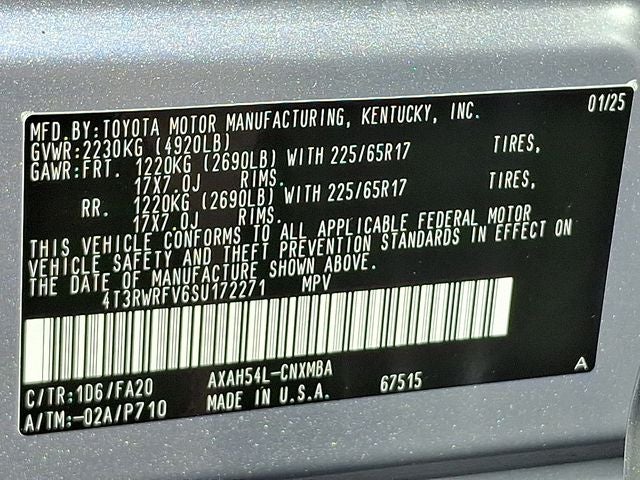 MFD.BY:TOYOTA MOTOR MANUFACTURING, KENTUCKY, INC. 01/25
GVWR:2230KG (4920LB)
GAWR:FRT. 1220KG (2690LB) WITH 225/65R17 TIRES,
17X7.0J RIMS.
RR. 1220KG (2690LB) WITH 225/65R17 TIRES,
17X7.0J RIMS.
THIS VEHICLE CONFORMS TO ALL APPLICABLE FEDERAL MOTOR
VEHICLE SAFETY AND THEFT PREVENTION STANDARDS IN EFFECT ON
THE DATE OF MANUFACTURE SHOWN ABOVE.
4T3RWRFV6SU172271 MPV
C/TR:1D6/FA20 AXAH54L-CNXMBA 67515 A
A/TM:-02A/P710 MADE IN U.S.A.